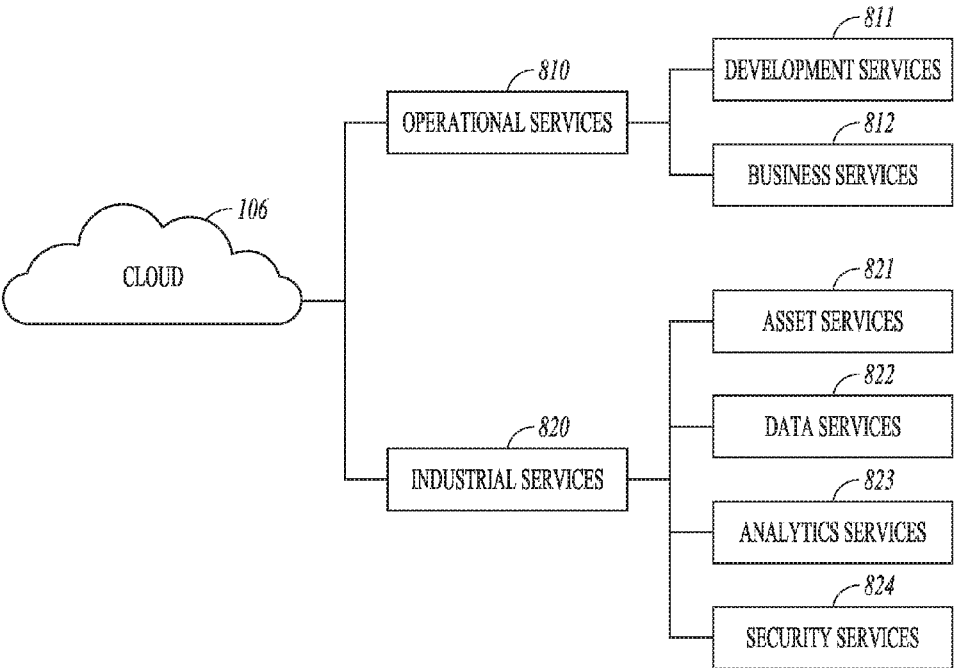 811
DEVELOPMENT SERVICES
810
OPERATIONAL SERVICES
812
BUSINESS SERVICES
106
CLOUD
821
ASSET SERVICES
822
DATA SERVICES
820
INDUSTRIAL SERVICES
823
ANALYTICS SERVICES
824
SECURITY SERVICES